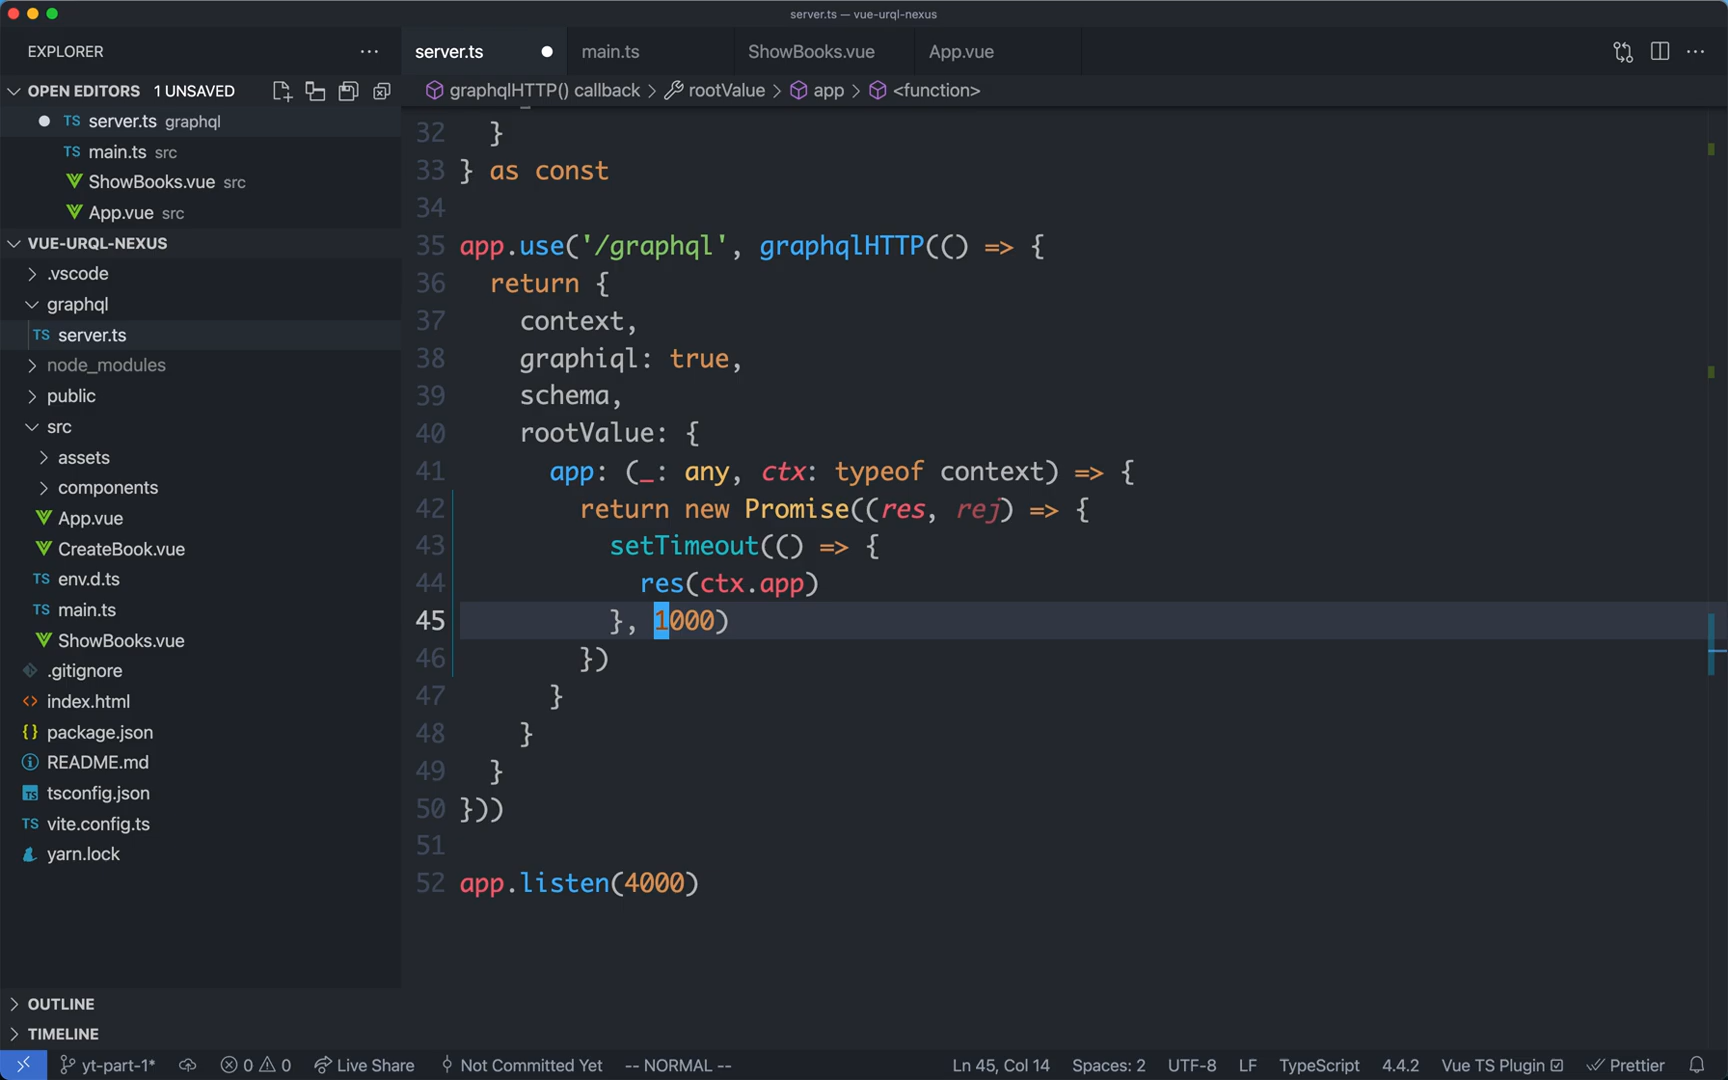 server.ts — vue-urql-nexus
EXPLORER
server.ts
main.ts
ShowBooks.vue
App.vue
OPEN EDITORS 1 UNSAVED
graphqlHTTP() callback > rootValue > app > <function>
TS server.ts graphql
TS main.ts src
ShowBooks.vue src
App.vue src
VUE-URQL-NEXUS
.vscode
graphql
TS server.ts
node_modules
public
src
assets
components
App.vue
CreateBook.vue
TS env.d.ts
TS main.ts
ShowBooks.vue
.gitignore
<> index.html
{} package.json
README.md
TS tsconfig.json
TS vite.config.ts
yarn.lock
OUTLINE
TIMELINE
32 }
33 } as const
34
35 app.use('/graphql', graphqlHTTP(() => {
36 return {
37 context,
38 graphiql: true,
39 schema,
40 rootValue: {
41 app: (_: any, ctx: typeof context) => {
42 return new Promise((res, rej) => {
43 setTimeout(() => {
44 res(ctx.app)
45 }, 1000)
46 })
47 }
48 }
49 }
50 }))
51
52 app.listen(4000)
yt-part-1* 0 0 Live Share Not Committed Yet -- NORMAL -- Ln 45, Col 14 Spaces: 2 UTF-8 LF TypeScript 4.4.2 Vue TS Plugin Prettier